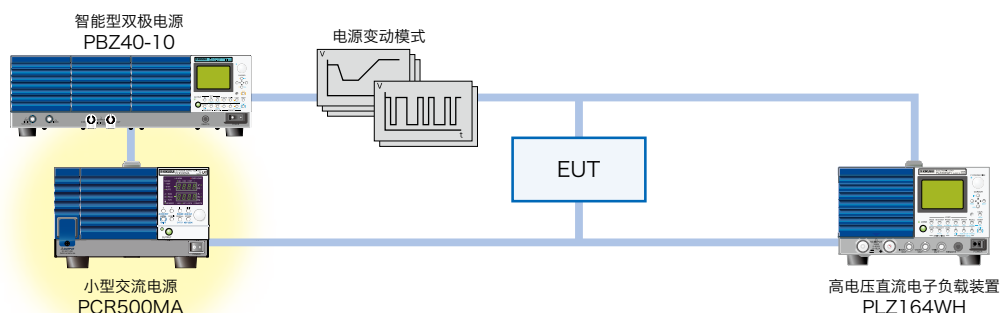 智能型双极电源
PBZ40-10
电源变动模式
V
V
t
EUT
小型交流电源
PCR500MA
高电压直流电子负载装置
PLZ164WH